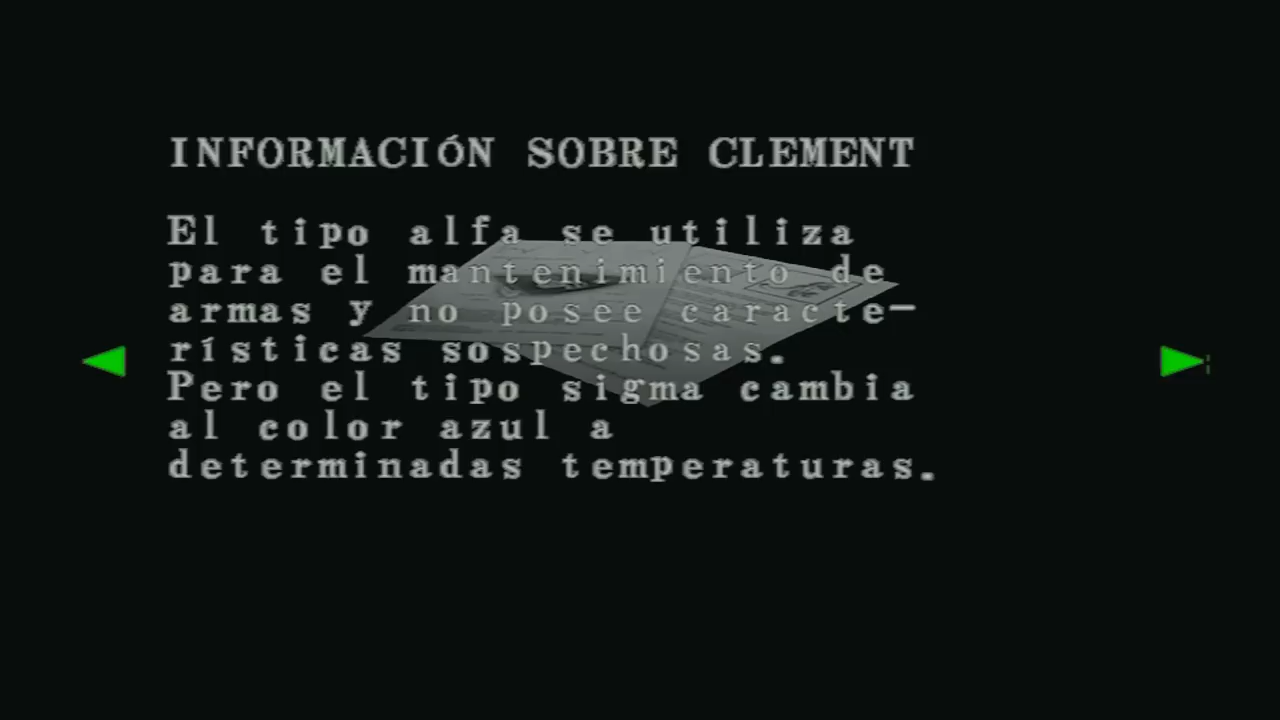 INFORMACIÓN SOBRE CLEMENT
El tipo alfa se utiliza
para el mantenimiento de
armas y no posee caracte—
rísticas sospechosas.
Pero el tipo sigma cambia
al color azul a
determinadas temperaturas.